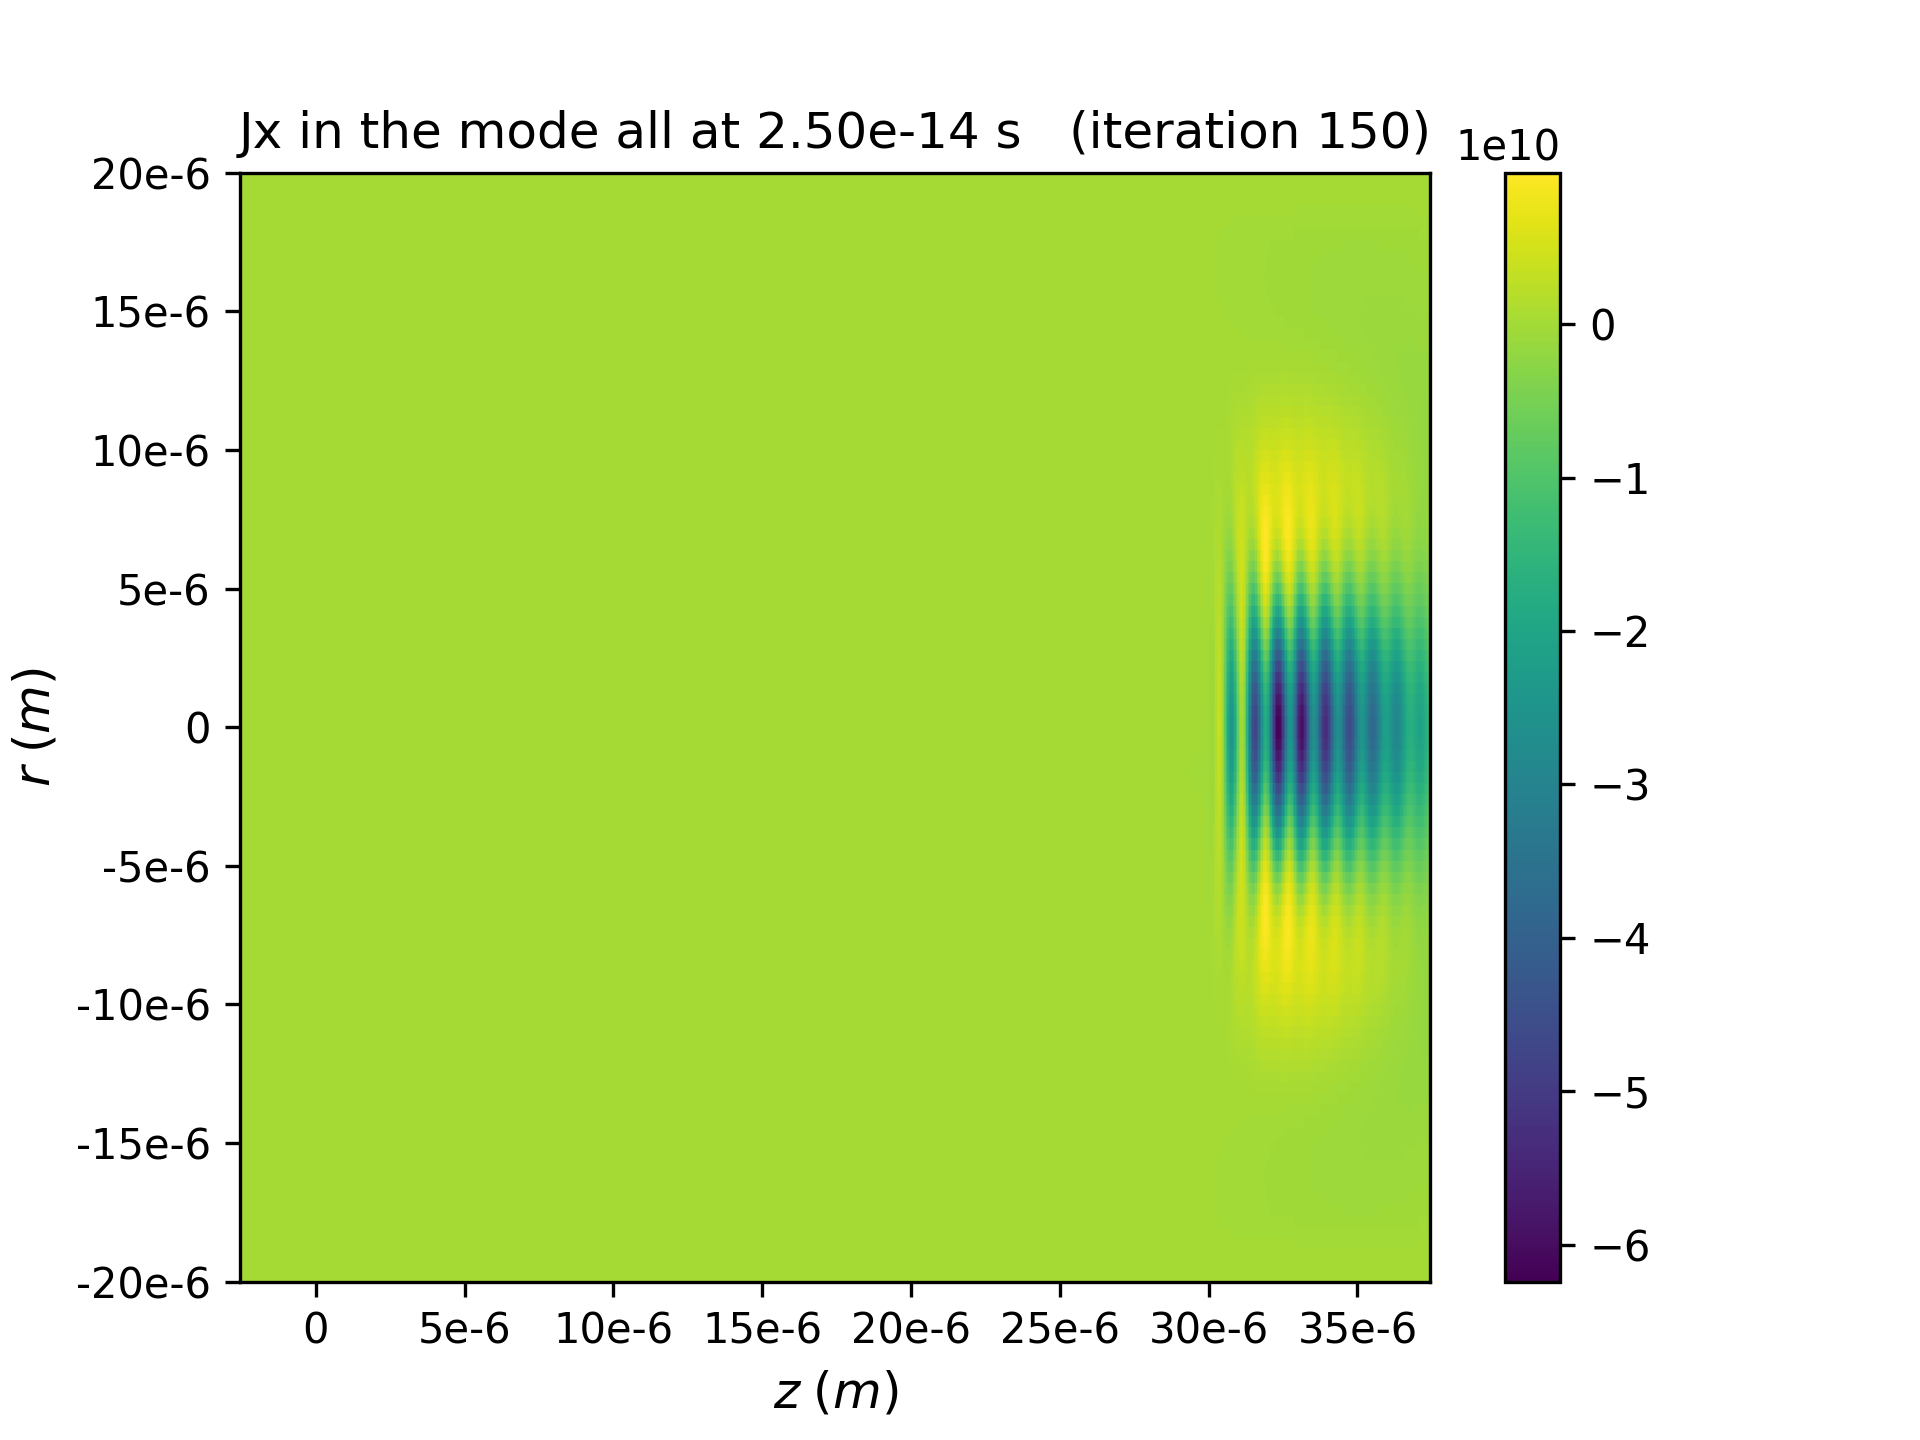 Jx in the mode all at 2.50e-14 s   (iteration 150)
1e10
20e-6
15e-6
10e-6
5e-6
0
-5e-6
-10e-6
-15e-6
-20e-6
r (m)
0
−1
−2
−3
−4
−5
−6
0 5e-6 10e-6 15e-6 20e-6 25e-6 30e-6 35e-6
z (m)